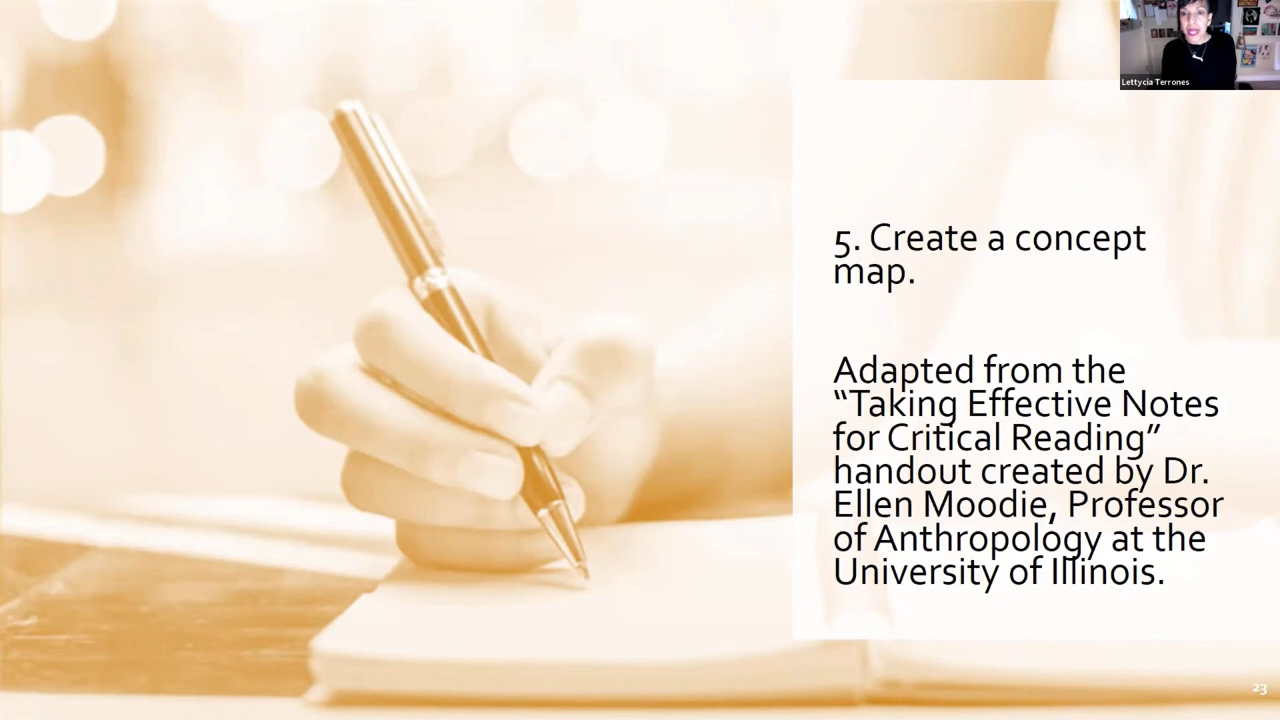 Lettycia Terrones
5. Create a concept
map.
Adapted from the
“Taking Effective Notes
for Critical Reading”
handout created by Dr.
Ellen Moodie, Professor
of Anthropology at the
University of Illinois.
23